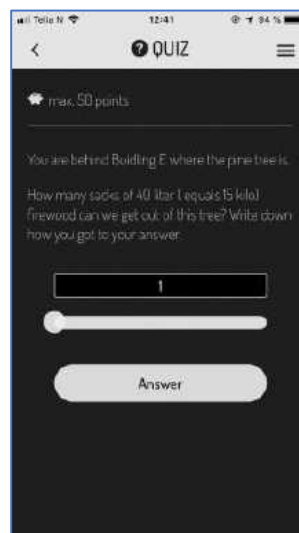 Telia N 12:41 94 %
QUIZ
max. 50 points
You are behind Buidling E where the pine tree is.
How many sacks of 40 liter ( equals 15 kilo)
firewood can we get out of this tree? Write down
how you got to your answer.
1
Answer